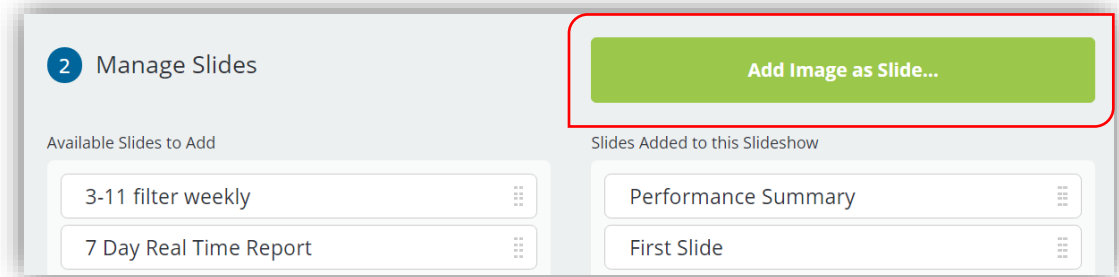 2 Manage Slides
Add Image as Slide...
Available Slides to Add
Slides Added to this Slideshow
3-11 filter weekly
Performance Summary
7 Day Real Time Report
First Slide